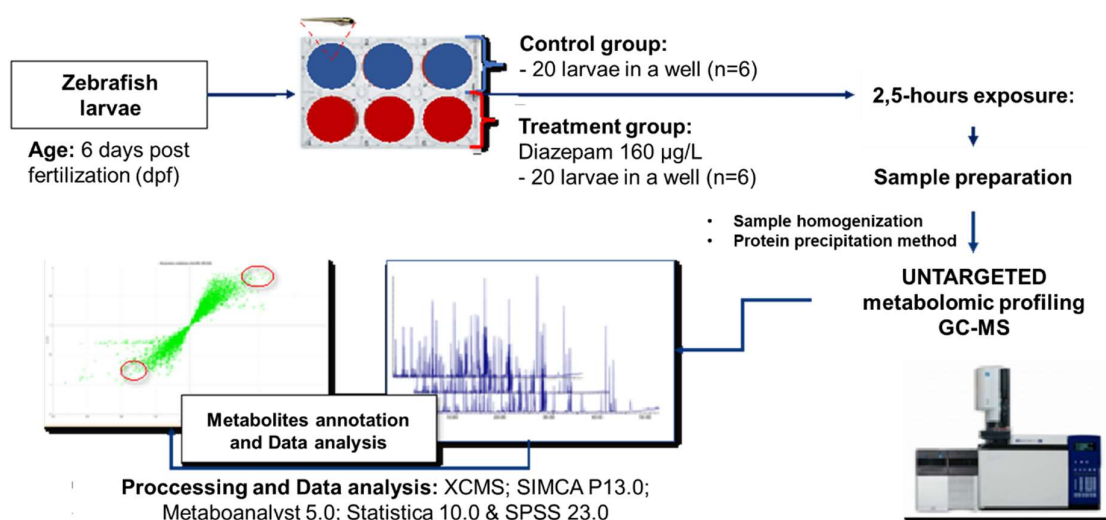 Zebrafish
larvae
Age: 6 days post
fertilization (dpf)
Control group:
- 20 larvae in a well (n=6)
Treatment group:
Diazepam 160 µg/L
- 20 larvae in a well (n=6)
2,5-hours exposure:
Sample preparation
• Sample homogenization
• Protein precipitation method
UNTARGETED
metabolomic profiling
GC-MS
Metabolites annotation
and Data analysis
Proccessing and Data analysis: XCMS; SIMCA P13.0;
Metaboanalyst 5.0; Statistica 10.0 & SPSS 23.0